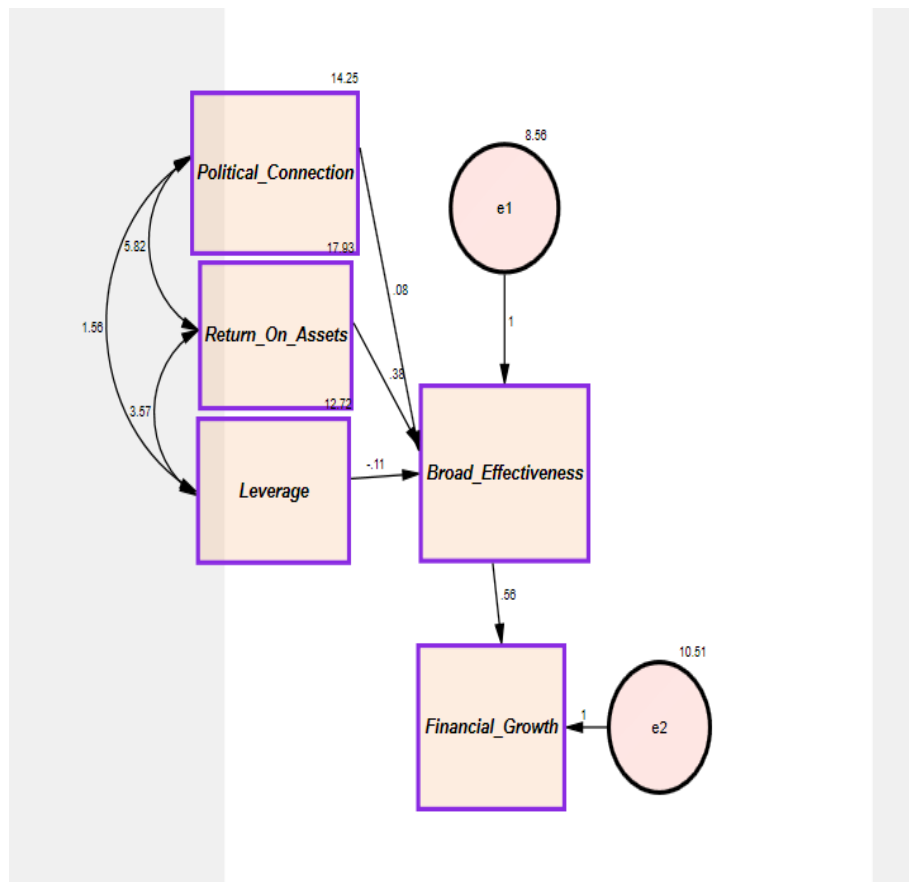 14.25
Political_Connection
8.56
e1
5.82
17.93
.08
1
1.56
Return_On_Assets
.38
3.57
12.72
-.11
Leverage
Broad_Effectiveness
.56
10.51
Financial_Growth
1
e2